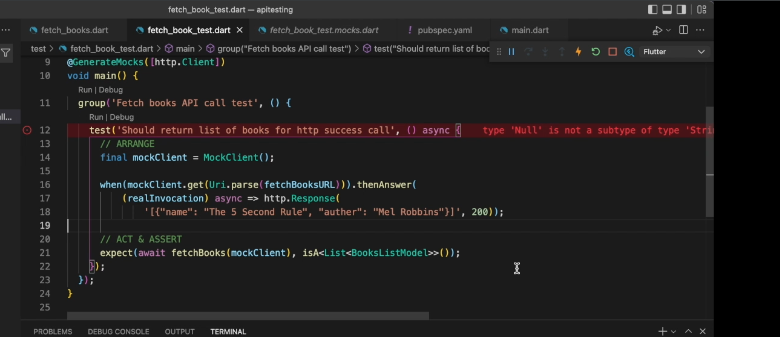 fetch_book_test.dart — apitesting
fetch_books.dart fetch_book_test.dart fetch_book_test.mocks.dart pubspec.yaml main.dart
test > fetch_book_test.dart > main > group("Fetch books API call test") > test("Should return list of boo
Flutter
9 @GenerateMocks([http.Client])
10 void main() {
Run | Debug
11 group('Fetch books API call test', () {
Run | Debug
12 test('Should return list of books for http success call', () async { type 'Null' is not a subtype of type 'Stri
13 // ARRANGE
14 final mockClient = MockClient();
15
16 when(mockClient.get(Uri.parse(fetchBooksURL))).thenAnswer(
17 (realInvocation) async => http.Response(
18 '[{"name": "The 5 Second Rule", "auther": "Mel Robbins"}]', 200));
19
20 // ACT & ASSERT
21 expect(await fetchBooks(mockClient), isA<List<BooksListModel>>());
22 });
23 });
24 }
25
PROBLEMS DEBUG CONSOLE OUTPUT TERMINAL